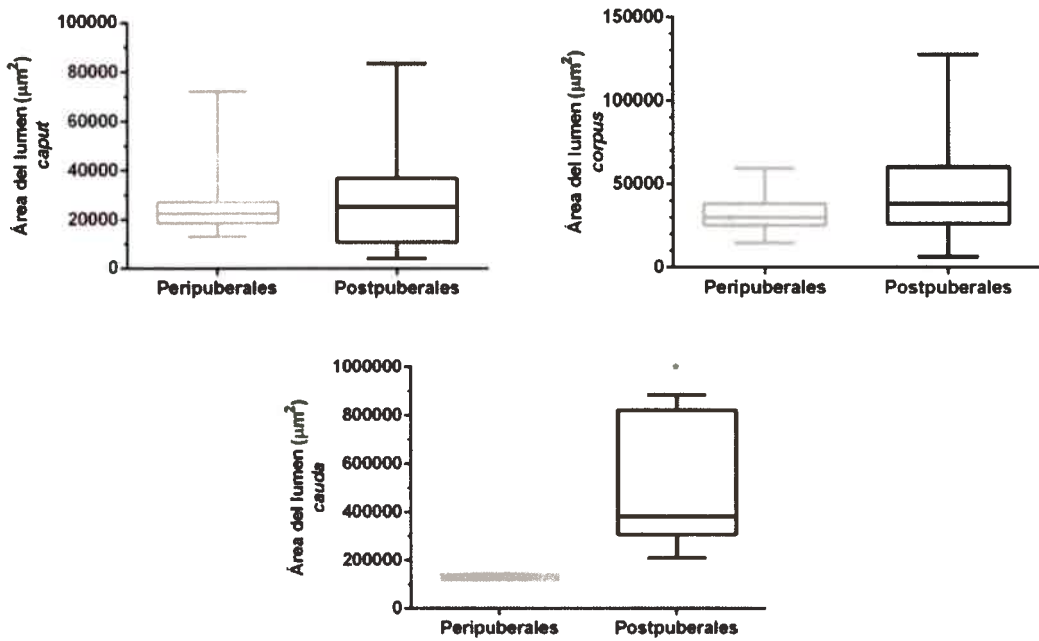 Área del lumen (µm²)
caput
100000
80000
60000
40000
20000
0
Peripuberales
Postpuberales
Área del lumen (µm²)
corpus
150000
100000
50000
0
Peripuberales
Postpuberales
Área del lumen (µm²)
cauda
1000000
800000
600000
400000
200000
0
*
Peripuberales
Postpuberales